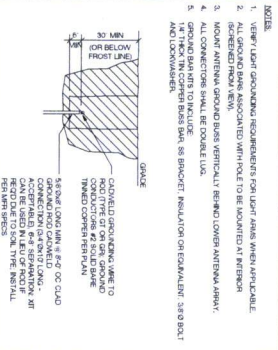 NOTES:
1. VERIFY LIGHT GROUNDING REQUIREMENTS FOR LIGHT ARMS WHEN APPLICABLE.
2. ALL GROUND BARS ASSOCIATED WITH POLE TO BE MOUNTED AT INTERIOR
(SCREENED FROM VIEW).
3. MOUNT ANTENNA GROUND BUSS VERTICALLY BEHIND LOWER ANTENNA ARRAY.
4. ALL CONNECTORS SHALL BE DOUBLE LUG.
5. GROUND BAR KITS TO INCLUDE:
1/4" THICK TIN COPPER BUSS BAR, SS BRACKET, INSULATOR OR EQUIVALENT, 3/8"Ø BOLT
AND LOCKWASHER.
GRADE
30" MIN
(OR BELOW
FROST LINE)
6"
MIN
CADWELD GROUNDING WIRE TO
ROD (TYPE GT OR GR), GROUND
CONDUCTORS #2 SOLID BARE
TINNED COPPER PER PLAN
5/8"Øx8' LONG MIN @ 8'-0" OC CLAD
GROUND ROD CADWELD
CONNECTION (3/4"Øx10' LONG -
ACCEPTABLE), 6'-8' SEPARATION; XIT
CAN BE USED IN LIEU OF ROD IF
REQ'D DUE TO SOIL TYPE. INSTALL
PER MFR SPECS